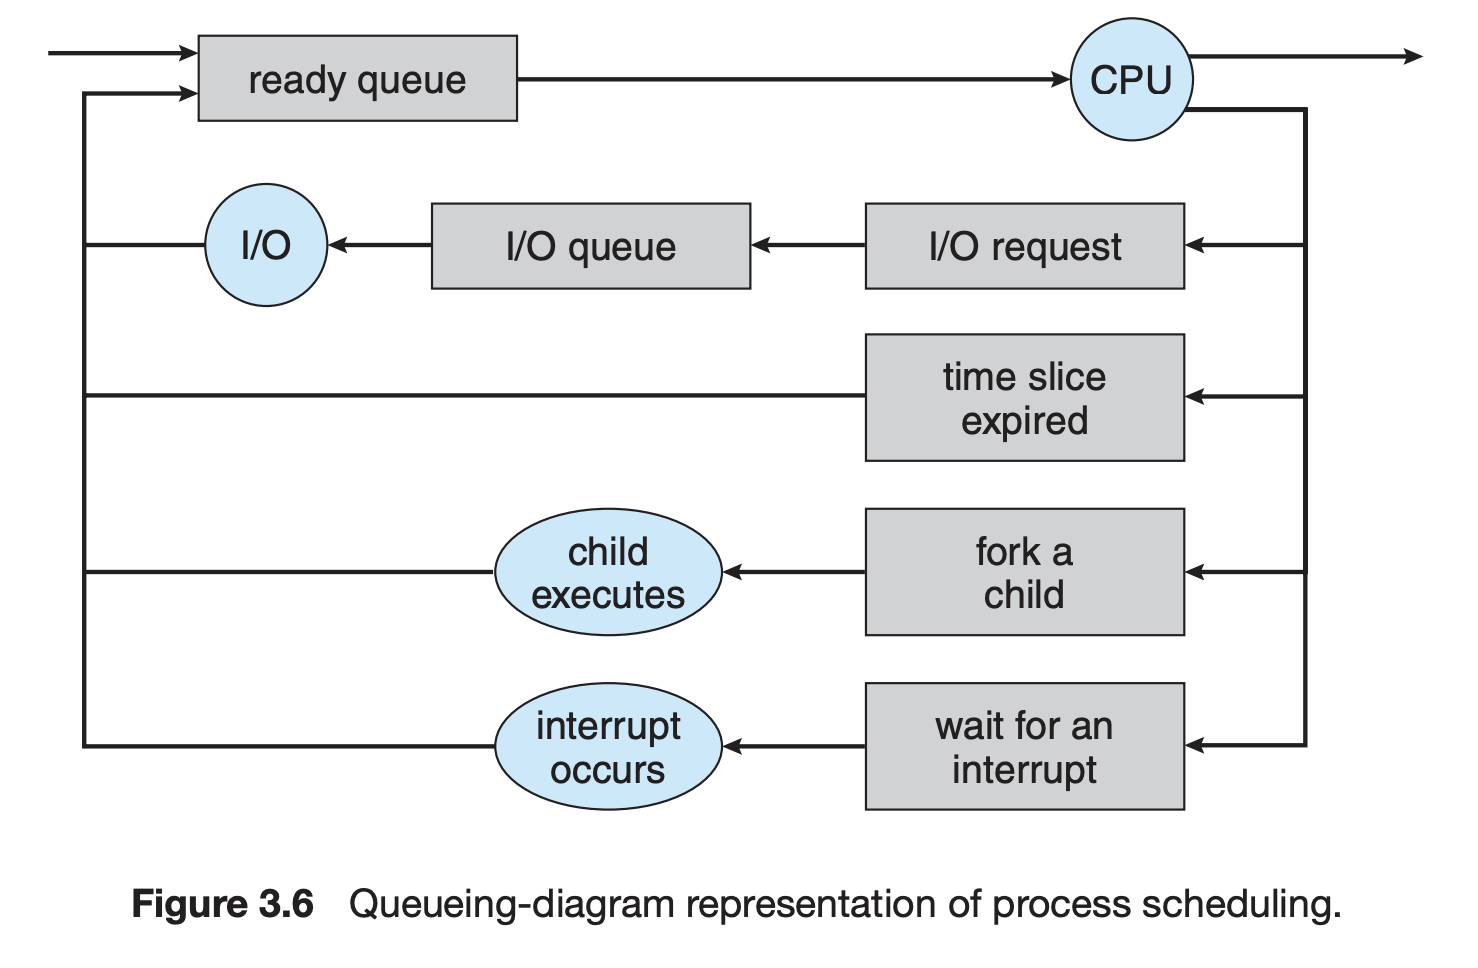 ready queue
CPU
I/O
I/O queue
I/O request
time slice
expired
child
executes
fork a
child
interrupt
occurs
wait for an
interrupt
Figure 3.6 Queueing-diagram representation of process scheduling.